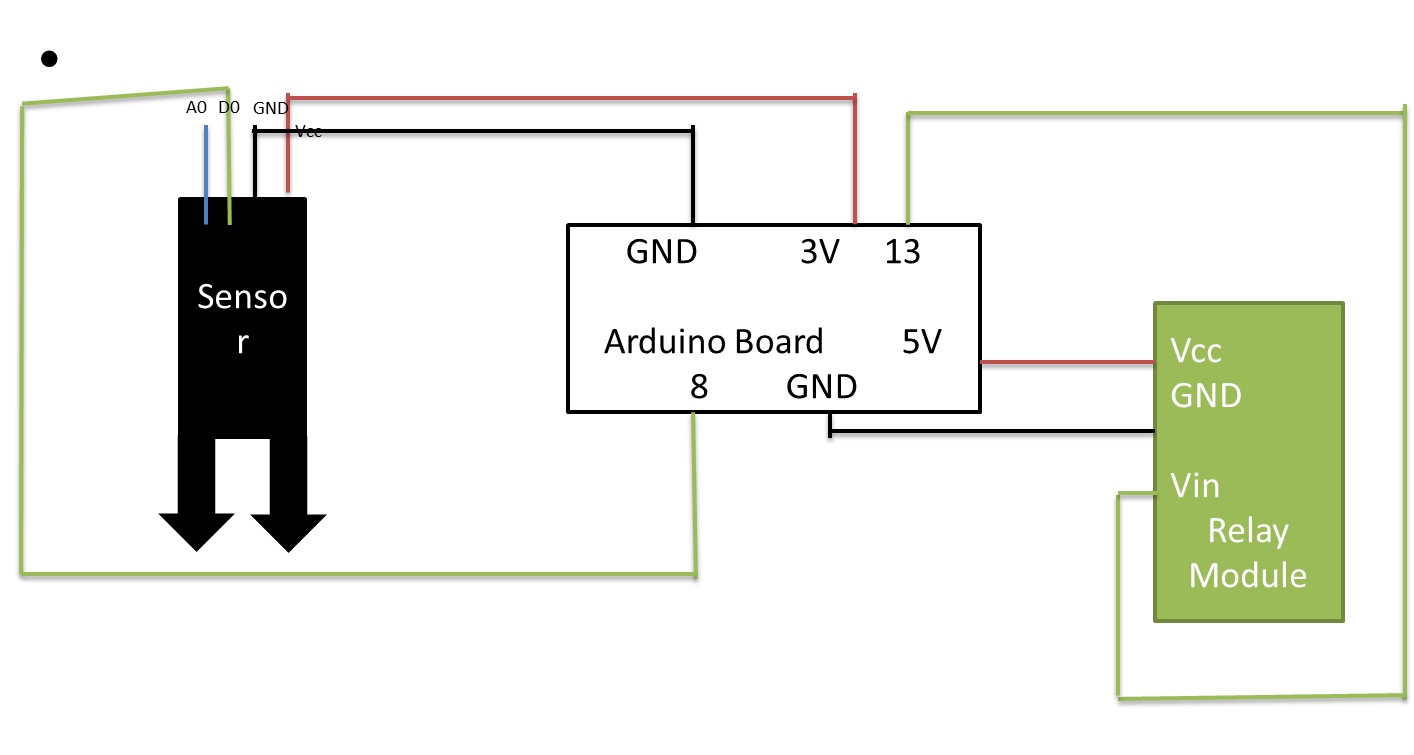 A0 D0 GND
Vcc
Senso
r
GND 3V 13
Arduino Board 5V
8 GND
Vcc
GND
Vin
Relay
Module